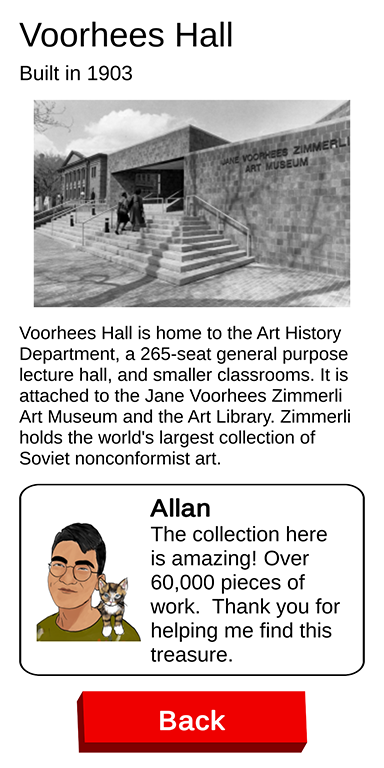 Voorhees Hall
Built in 1903
JANE VOORHEES ZIMMERLI
ART MUSEUM
Voorhees Hall is home to the Art History
Department, a 265-seat general purpose
lecture hall, and smaller classrooms. It is
attached to the Jane Voorhees Zimmerli
Art Museum and the Art Library. Zimmerli
holds the world's largest collection of
Soviet nonconformist art.
Allan
The collection here
is amazing! Over
60,000 pieces of
work.  Thank you for
helping me find this
treasure.
Back